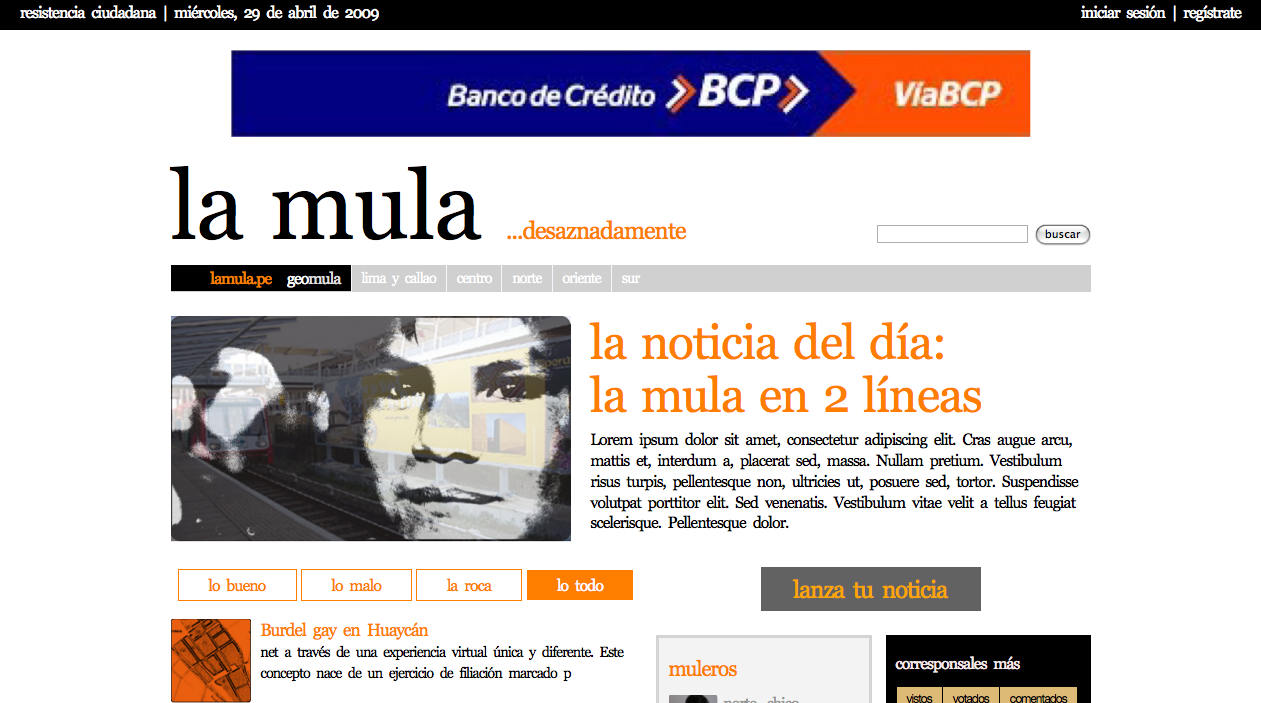 resistencia ciudadana | miércoles, 29 de abril de 2009
iniciar sesión | regístrate
Banco de Crédito BCP
VíaBCP
la mula
...desaznadamente
buscar
lamula.pe geomula lima y callao centro norte oriente sur
la noticia del día:
la mula en 2 líneas
Lorem ipsum dolor sit amet, consectetur adipiscing elit. Cras augue arcu,
mattis et, interdum a, placerat sed, massa. Nullam pretium. Vestibulum
risus turpis, pellentesque non, ultricies ut, posuere sed, tortor. Suspendisse
volutpat porttitor elit. Sed venenatis. Vestibulum vitae velit a tellus feugiat
scelerisque. Pellentesque dolor.
lo bueno lo malo la roca lo todo
lanza tu noticia
Burdel gay en Huaycán
net a través de una experiencia virtual única y diferente. Este
concepto nace de un ejercicio de filiación marcado p
muleros
norte chico
corresponsales más
vistos votados comentados